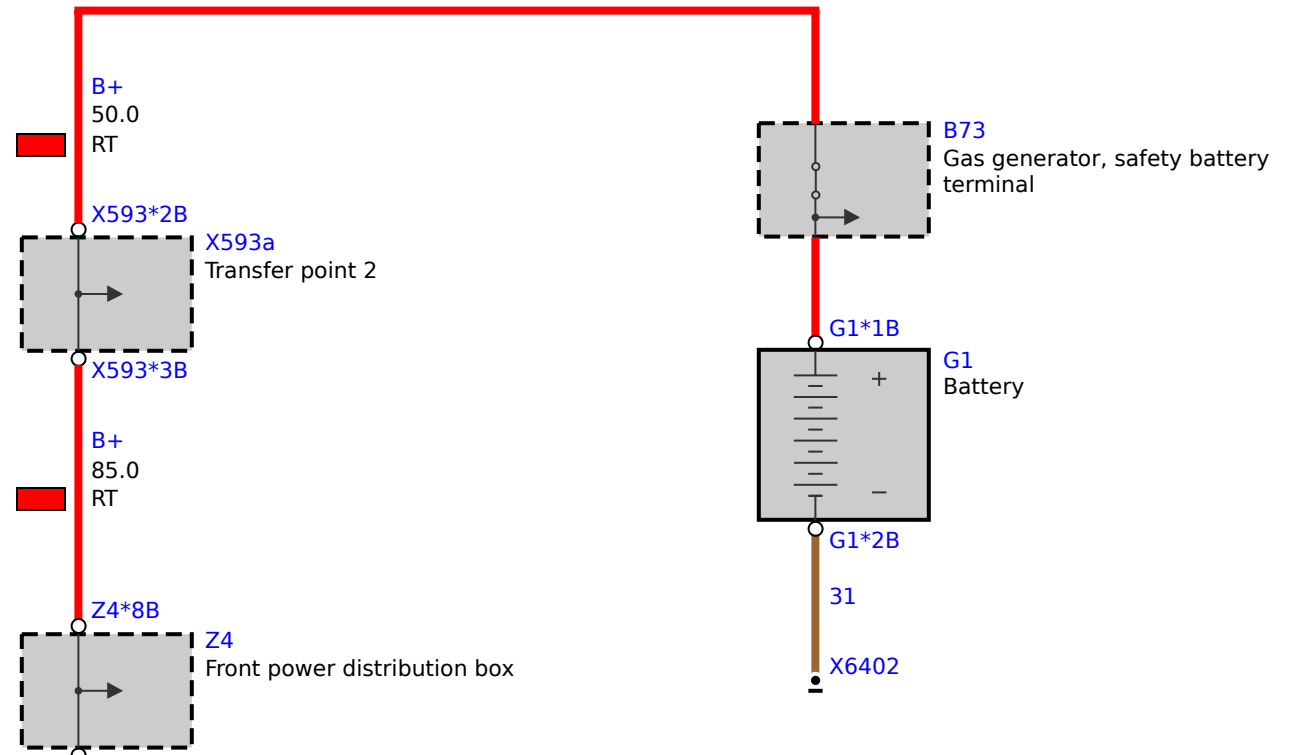 B+
50.0
RT
X593*2B
X593a
Transfer point 2
X593*3B
B+
85.0
RT
Z4*8B
Z4
Front power distribution box
B73
Gas generator, safety battery
terminal
G1*1B
G1
Battery
+
−
G1*2B
31
X6402